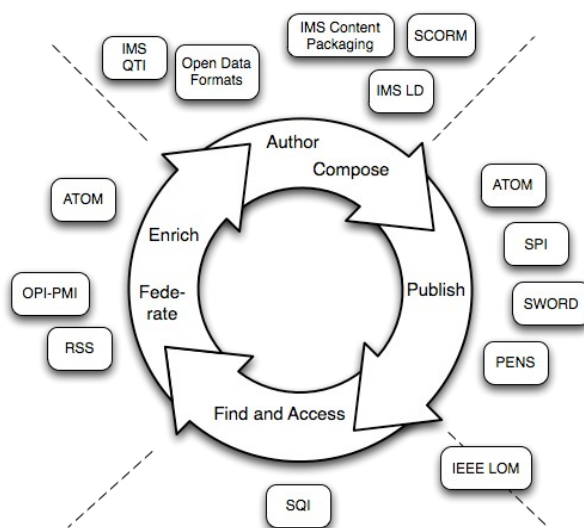 IMS
QTI
Open Data
Formats
IMS Content
Packaging
SCORM
IMS LD
Author
Compose
ATOM
SPI
SWORD
PENS
Publish
IEEE LOM
Find and Access
SQI
ATOM
OPI-PMI
RSS
Enrich
Fede-
rate